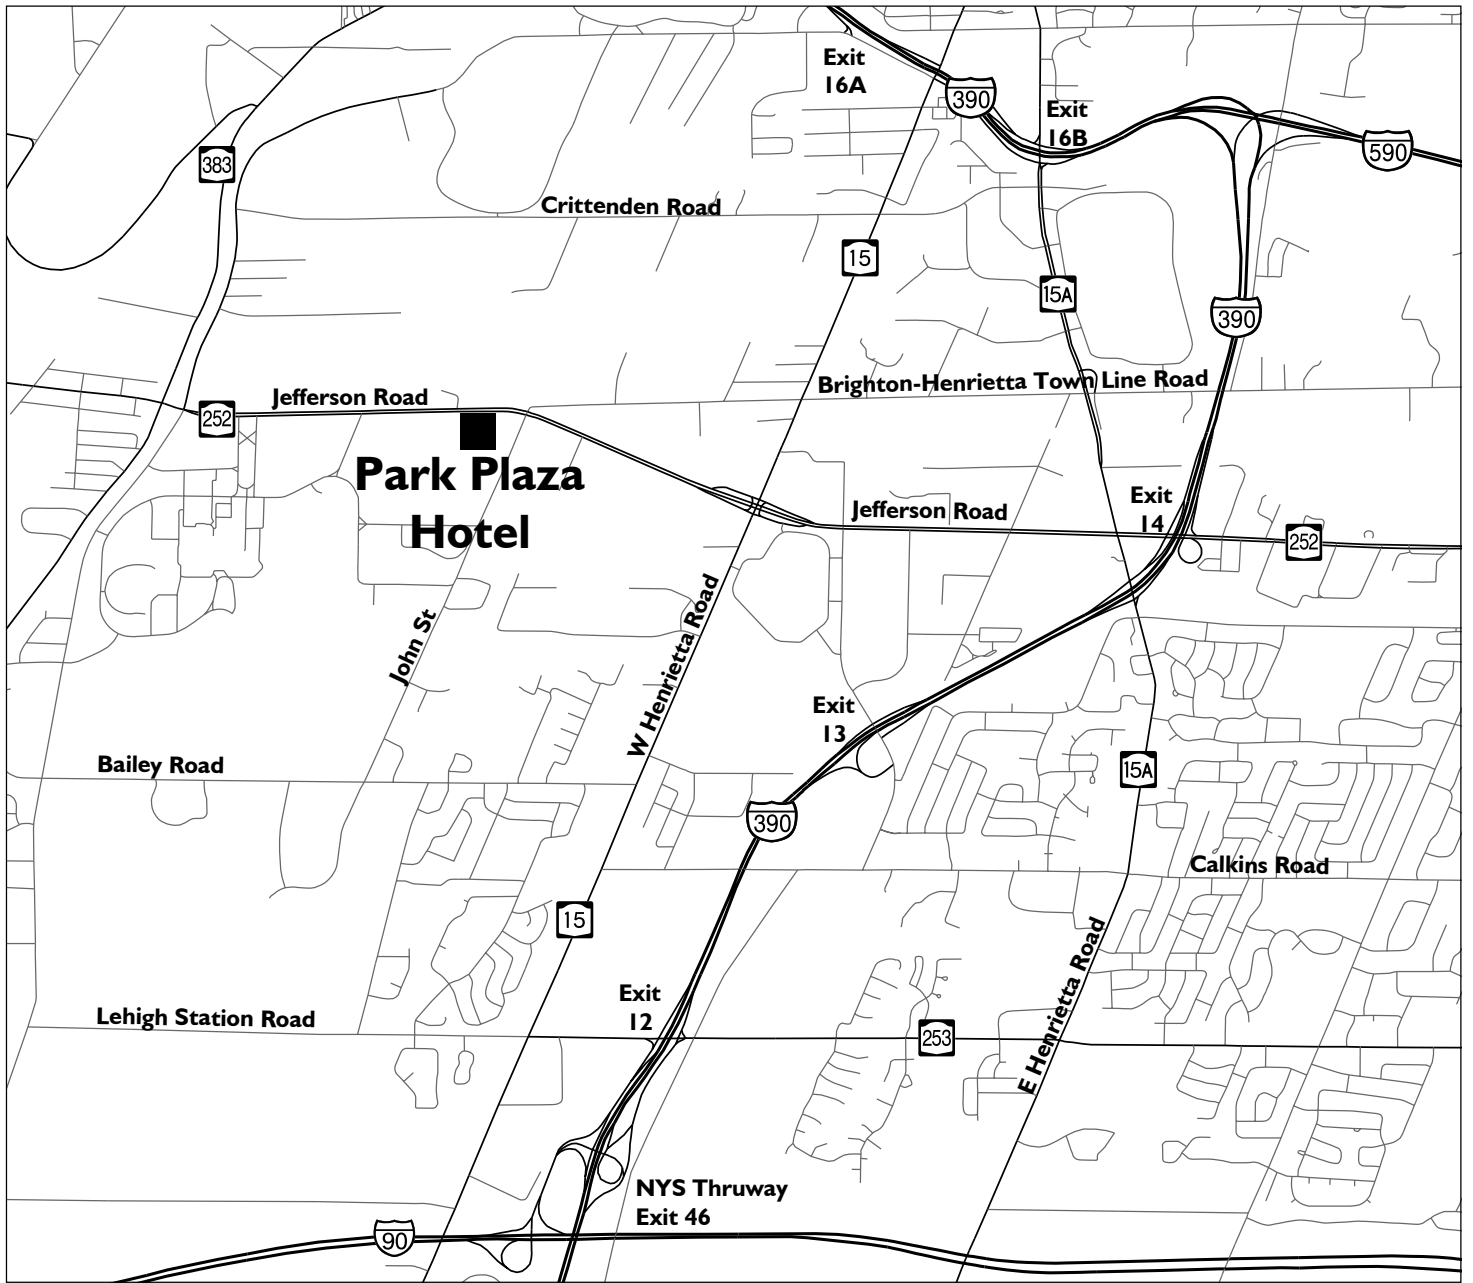 Exit
16A
390
Exit
16B
590
383
Crittenden Road
15
15A
390
Brighton-Henrietta Town Line Road
Jefferson Road
252
Park Plaza
Hotel
Exit
14
Jefferson Road
252
W Henrietta Road
John St
Exit
13
Bailey Road
15A
390
Calkins Road
15
E Henrietta Road
Exit
12
Lehigh Station Road
253
NYS Thruway
Exit 46
90